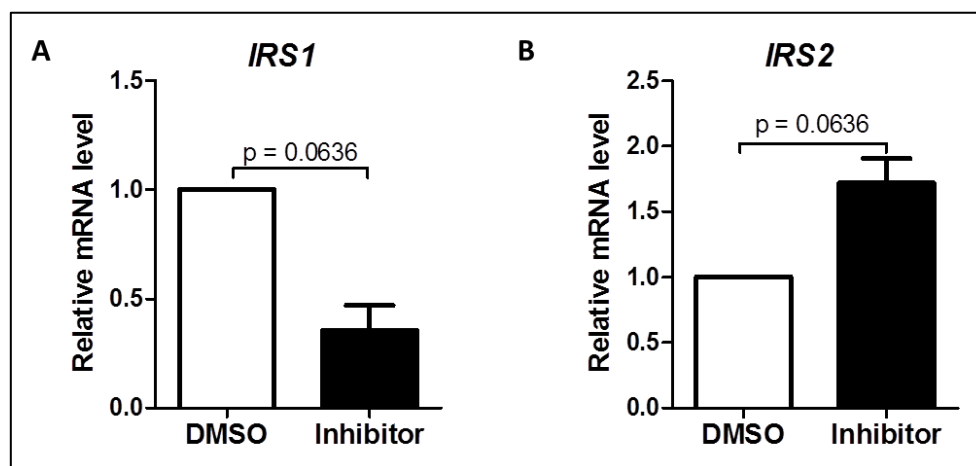 A
IRS1
Relative mRNA level
1.5
1.0
0.5
0.0
p = 0.0636
DMSO
Inhibitor
B
IRS2
Relative mRNA level
2.5
2.0
1.5
1.0
0.5
0.0
p = 0.0636
DMSO
Inhibitor